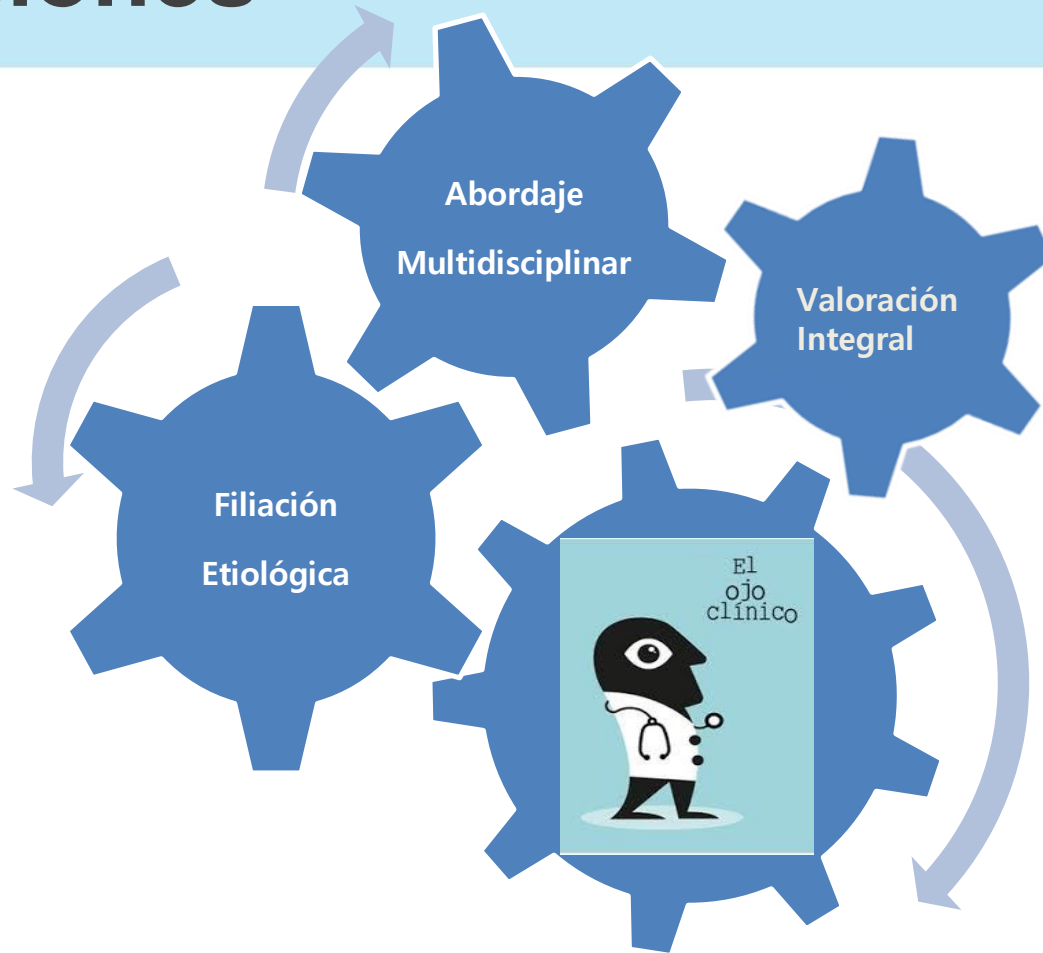 Abordaje
Multidisciplinar
Valoración
Integral
Filiación
Etiológica
El
ojo
clínico